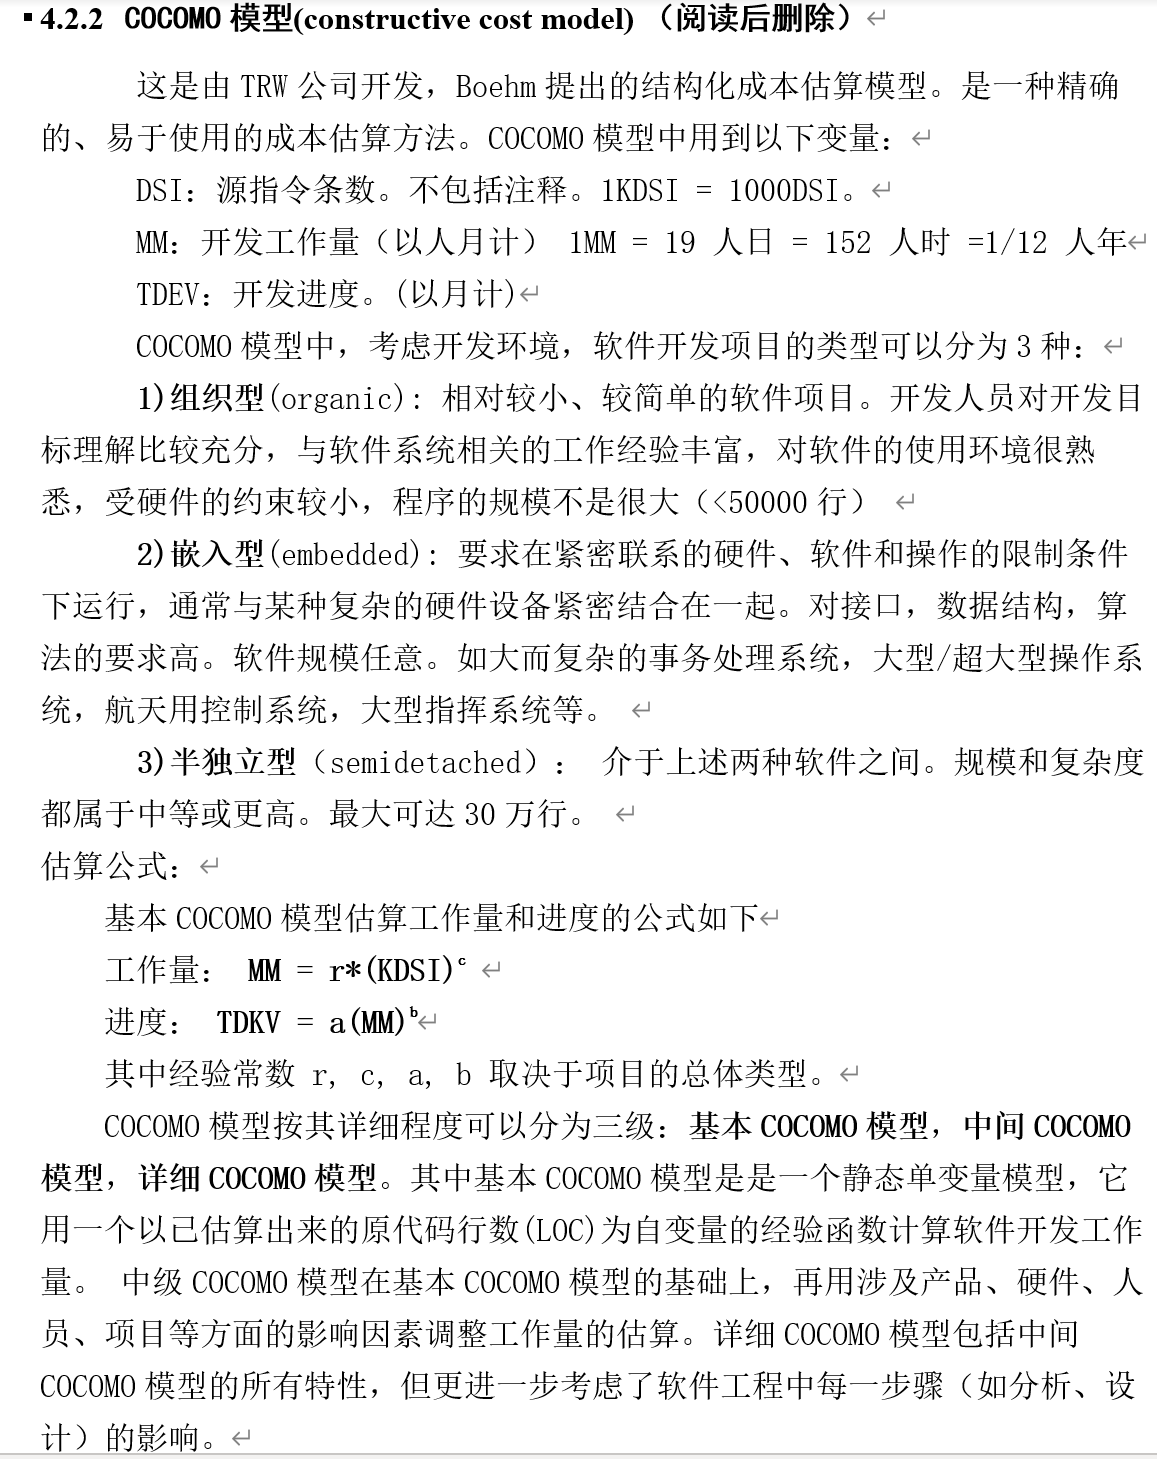 4.2.2 COCOMO 模型(constructive cost model) （阅读后删除）
这是由 TRW 公司开发，Boehm 提出的结构化成本估算模型。是一种精确
的、易于使用的成本估算方法。COCOMO 模型中用到以下变量：
DSI：源指令条数。不包括注释。1KDSI = 1000DSI。
MM：开发工作量（以人月计） 1MM = 19 人日 = 152 人时 =1/12 人年
TDEV：开发进度。(以月计)
COCOMO 模型中，考虑开发环境，软件开发项目的类型可以分为 3 种：
1)组织型(organic): 相对较小、较简单的软件项目。开发人员对开发目
标理解比较充分，与软件系统相关的工作经验丰富，对软件的使用环境很熟
悉，受硬件的约束较小，程序的规模不是很大（<50000 行）
2)嵌入型(embedded): 要求在紧密联系的硬件、软件和操作的限制条件
下运行，通常与某种复杂的硬件设备紧密结合在一起。对接口，数据结构，算
法的要求高。软件规模任意。如大而复杂的事务处理系统，大型/超大型操作系
统，航天用控制系统，大型指挥系统等。
3)半独立型（semidetached）： 介于上述两种软件之间。规模和复杂度
都属于中等或更高。最大可达 30 万行。
估算公式：
基本 COCOMO 模型估算工作量和进度的公式如下
工作量： MM = r*(KDSI)ᶜ
进度： TDKV = a(MM)ᵇ
其中经验常数 r, c, a, b 取决于项目的总体类型。
COCOMO 模型按其详细程度可以分为三级：基本 COCOMO 模型，中间 COCOMO
模型，详细 COCOMO 模型。其中基本 COCOMO 模型是是一个静态单变量模型，它
用一个以已估算出来的原代码行数(LOC)为自变量的经验函数计算软件开发工作
量。 中级 COCOMO 模型在基本 COCOMO 模型的基础上，再用涉及产品、硬件、人
员、项目等方面的影响因素调整工作量的估算。详细 COCOMO 模型包括中间
COCOMO 模型的所有特性，但更进一步考虑了软件工程中每一步骤（如分析、设
计）的影响。